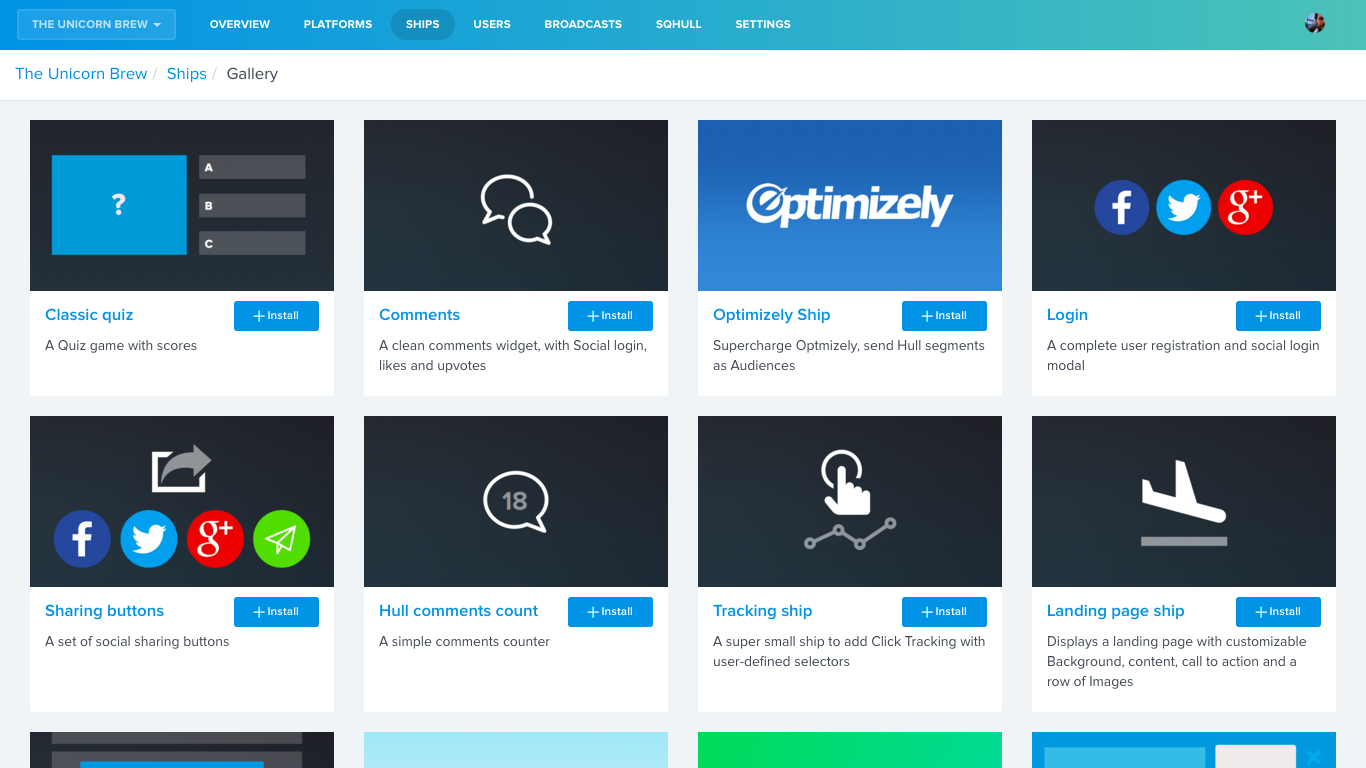 THE UNICORN BREW
OVERVIEW
PLATFORMS
SHIPS
USERS
BROADCASTS
SQHULL
SETTINGS
The Unicorn Brew / Ships / Gallery
?
A
B
C
Optimizely
f
g+
Classic quiz
+ Install
A Quiz game with scores
Comments
+ Install
A clean comments widget, with Social login,
likes and upvotes
Optimizely Ship
+ Install
Supercharge Optmizely, send Hull segments
as Audiences
Login
+ Install
A complete user registration and social login
modal
f
g+
18
Sharing buttons
+ Install
A set of social sharing buttons
Hull comments count
+ Install
A simple comments counter
Tracking ship
+ Install
A super small ship to add Click Tracking with
user-defined selectors
Landing page ship
+ Install
Displays a landing page with customizable
Background, content, call to action and a
row of Images